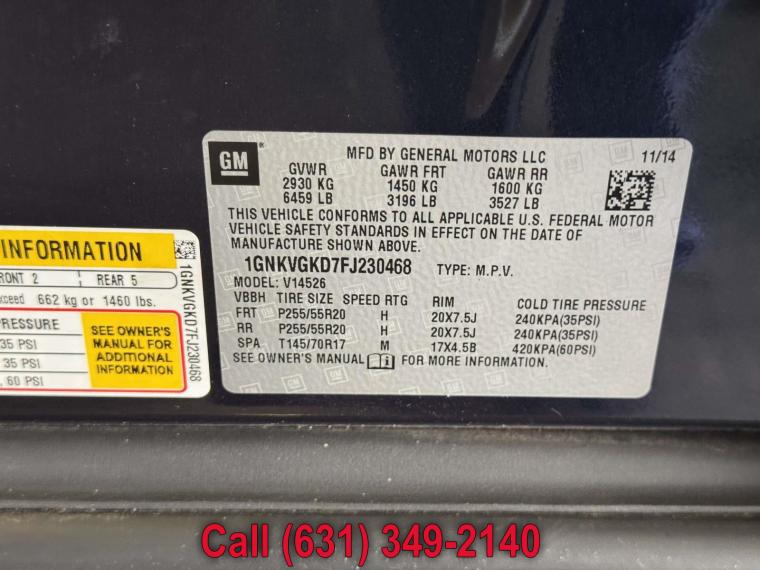 GM
MFD BY GENERAL MOTORS LLC
11/14
GVWR GAWR FRT GAWR RR
2930 KG 1450 KG 1600 KG
6459 LB 3196 LB 3527 LB
THIS VEHICLE CONFORMS TO ALL APPLICABLE U.S. FEDERAL MOTOR
VEHICLE SAFETY STANDARDS IN EFFECT ON THE DATE OF
MANUFACTURE SHOWN ABOVE.
1GNKVGKD7FJ230468 TYPE: M.P.V.
MODEL: V14526
VBBH TIRE SIZE SPEED RTG RIM COLD TIRE PRESSURE
FRT P255/55R20 H 20X7.5J 240KPA(35PSI)
RR P255/55R20 H 20X7.5J 240KPA(35PSI)
SPA T145/70R17 M 17X4.5B 420KPA(60PSI)
SEE OWNER'S MANUAL FOR MORE INFORMATION.
INFORMATION
RONT 2 REAR 5
xceed 662 kg or 1460 lbs.
PRESSURE
35 PSI
35 PSI
, 60 PSI
SEE OWNER'S
MANUAL FOR
ADDITIONAL
INFORMATION
1GNKVGKD7FJ230468
Call (631) 349-2140